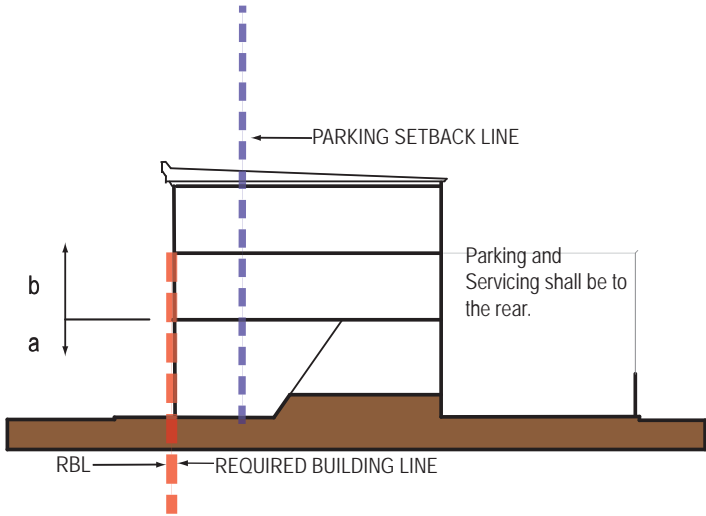 PARKING SETBACK LINE
Parking and
Servicing shall be to
the rear.
b
a
RBL
REQUIRED BUILDING LINE